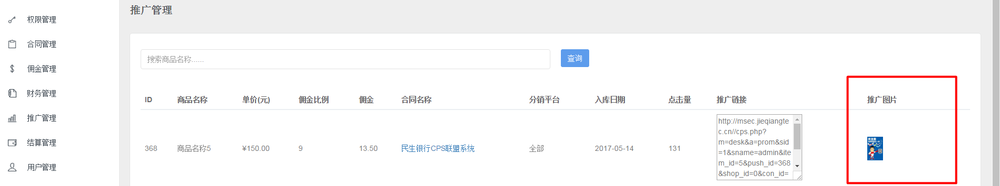 推广管理
权限管理
合同管理
佣金管理
财务管理
推广管理
结算管理
用户管理
搜索商品名称......
查询
ID 商品名称 单价(元) 佣金比例 佣金 合同名称 分销平台 入库日期 点击量 推广链接 推广图片
368 商品名称5 ¥150.00 9 13.50 民生银行CPS联盟系统 全部 2017-05-14 131
http://msec.jieqiangte
c.cn//cps.php?
m=desk&a=prom&sid
=1&sname=admin&ite
m_id=5&push_id=368
&shop_id=0&con_id=